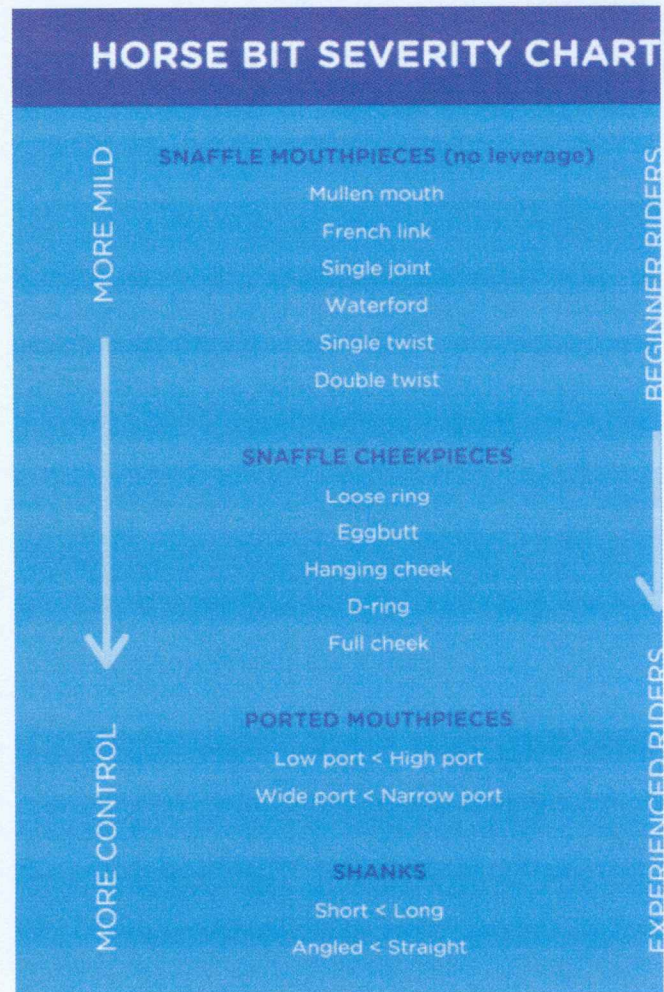 HORSE BIT SEVERITY CHART
MORE MILD
MORE CONTROL
SNAFFLE MOUTHPIECES (no leverage)
Mullen mouth
French link
Single joint
Waterford
Single twist
Double twist
SNAFFLE CHEEKPIECES
Loose ring
Eggbutt
Hanging cheek
D-ring
Full cheek
PORTED MOUTHPIECES
Low port < High port
Wide port < Narrow port
SHANKS
Short < Long
Angled < Straight
BEGINNER RIDERS
EXPERIENCED RIDERS